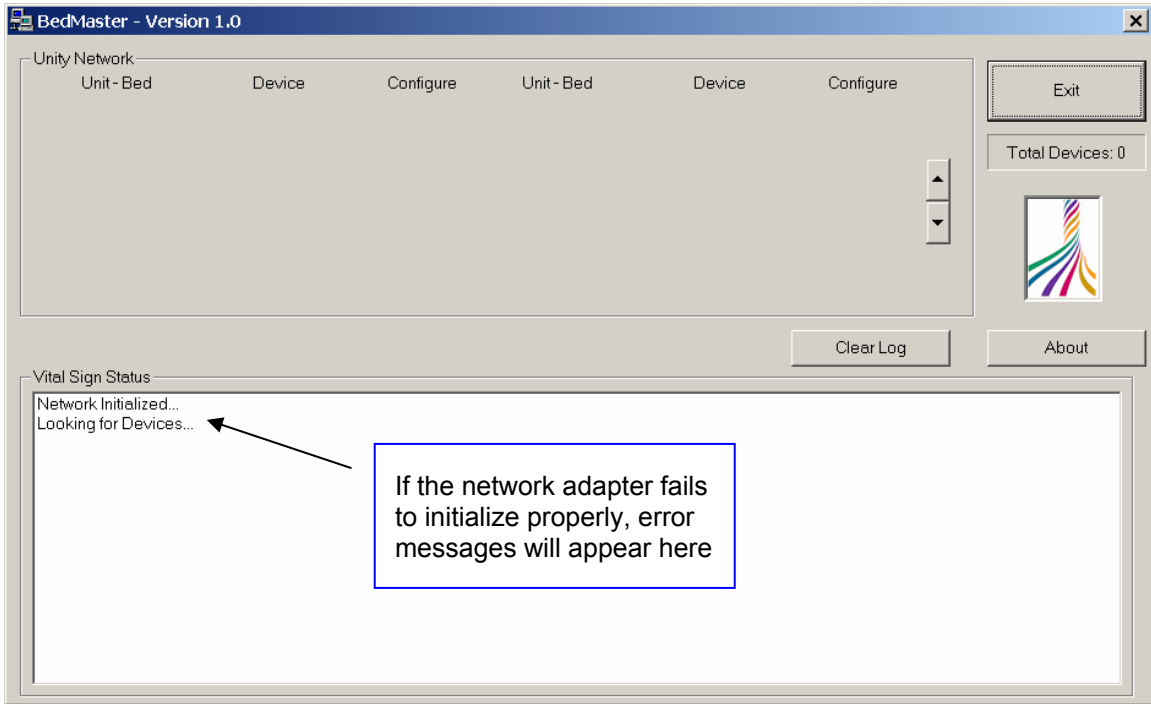 BedMaster - Version 1.0
Unity Network
Unit - Bed Device Configure Unit - Bed Device Configure
Exit
Total Devices: 0
Clear Log
About
Vital Sign Status
Network Initialized...
Looking for Devices...
If the network adapter fails
to initialize properly, error
messages will appear here